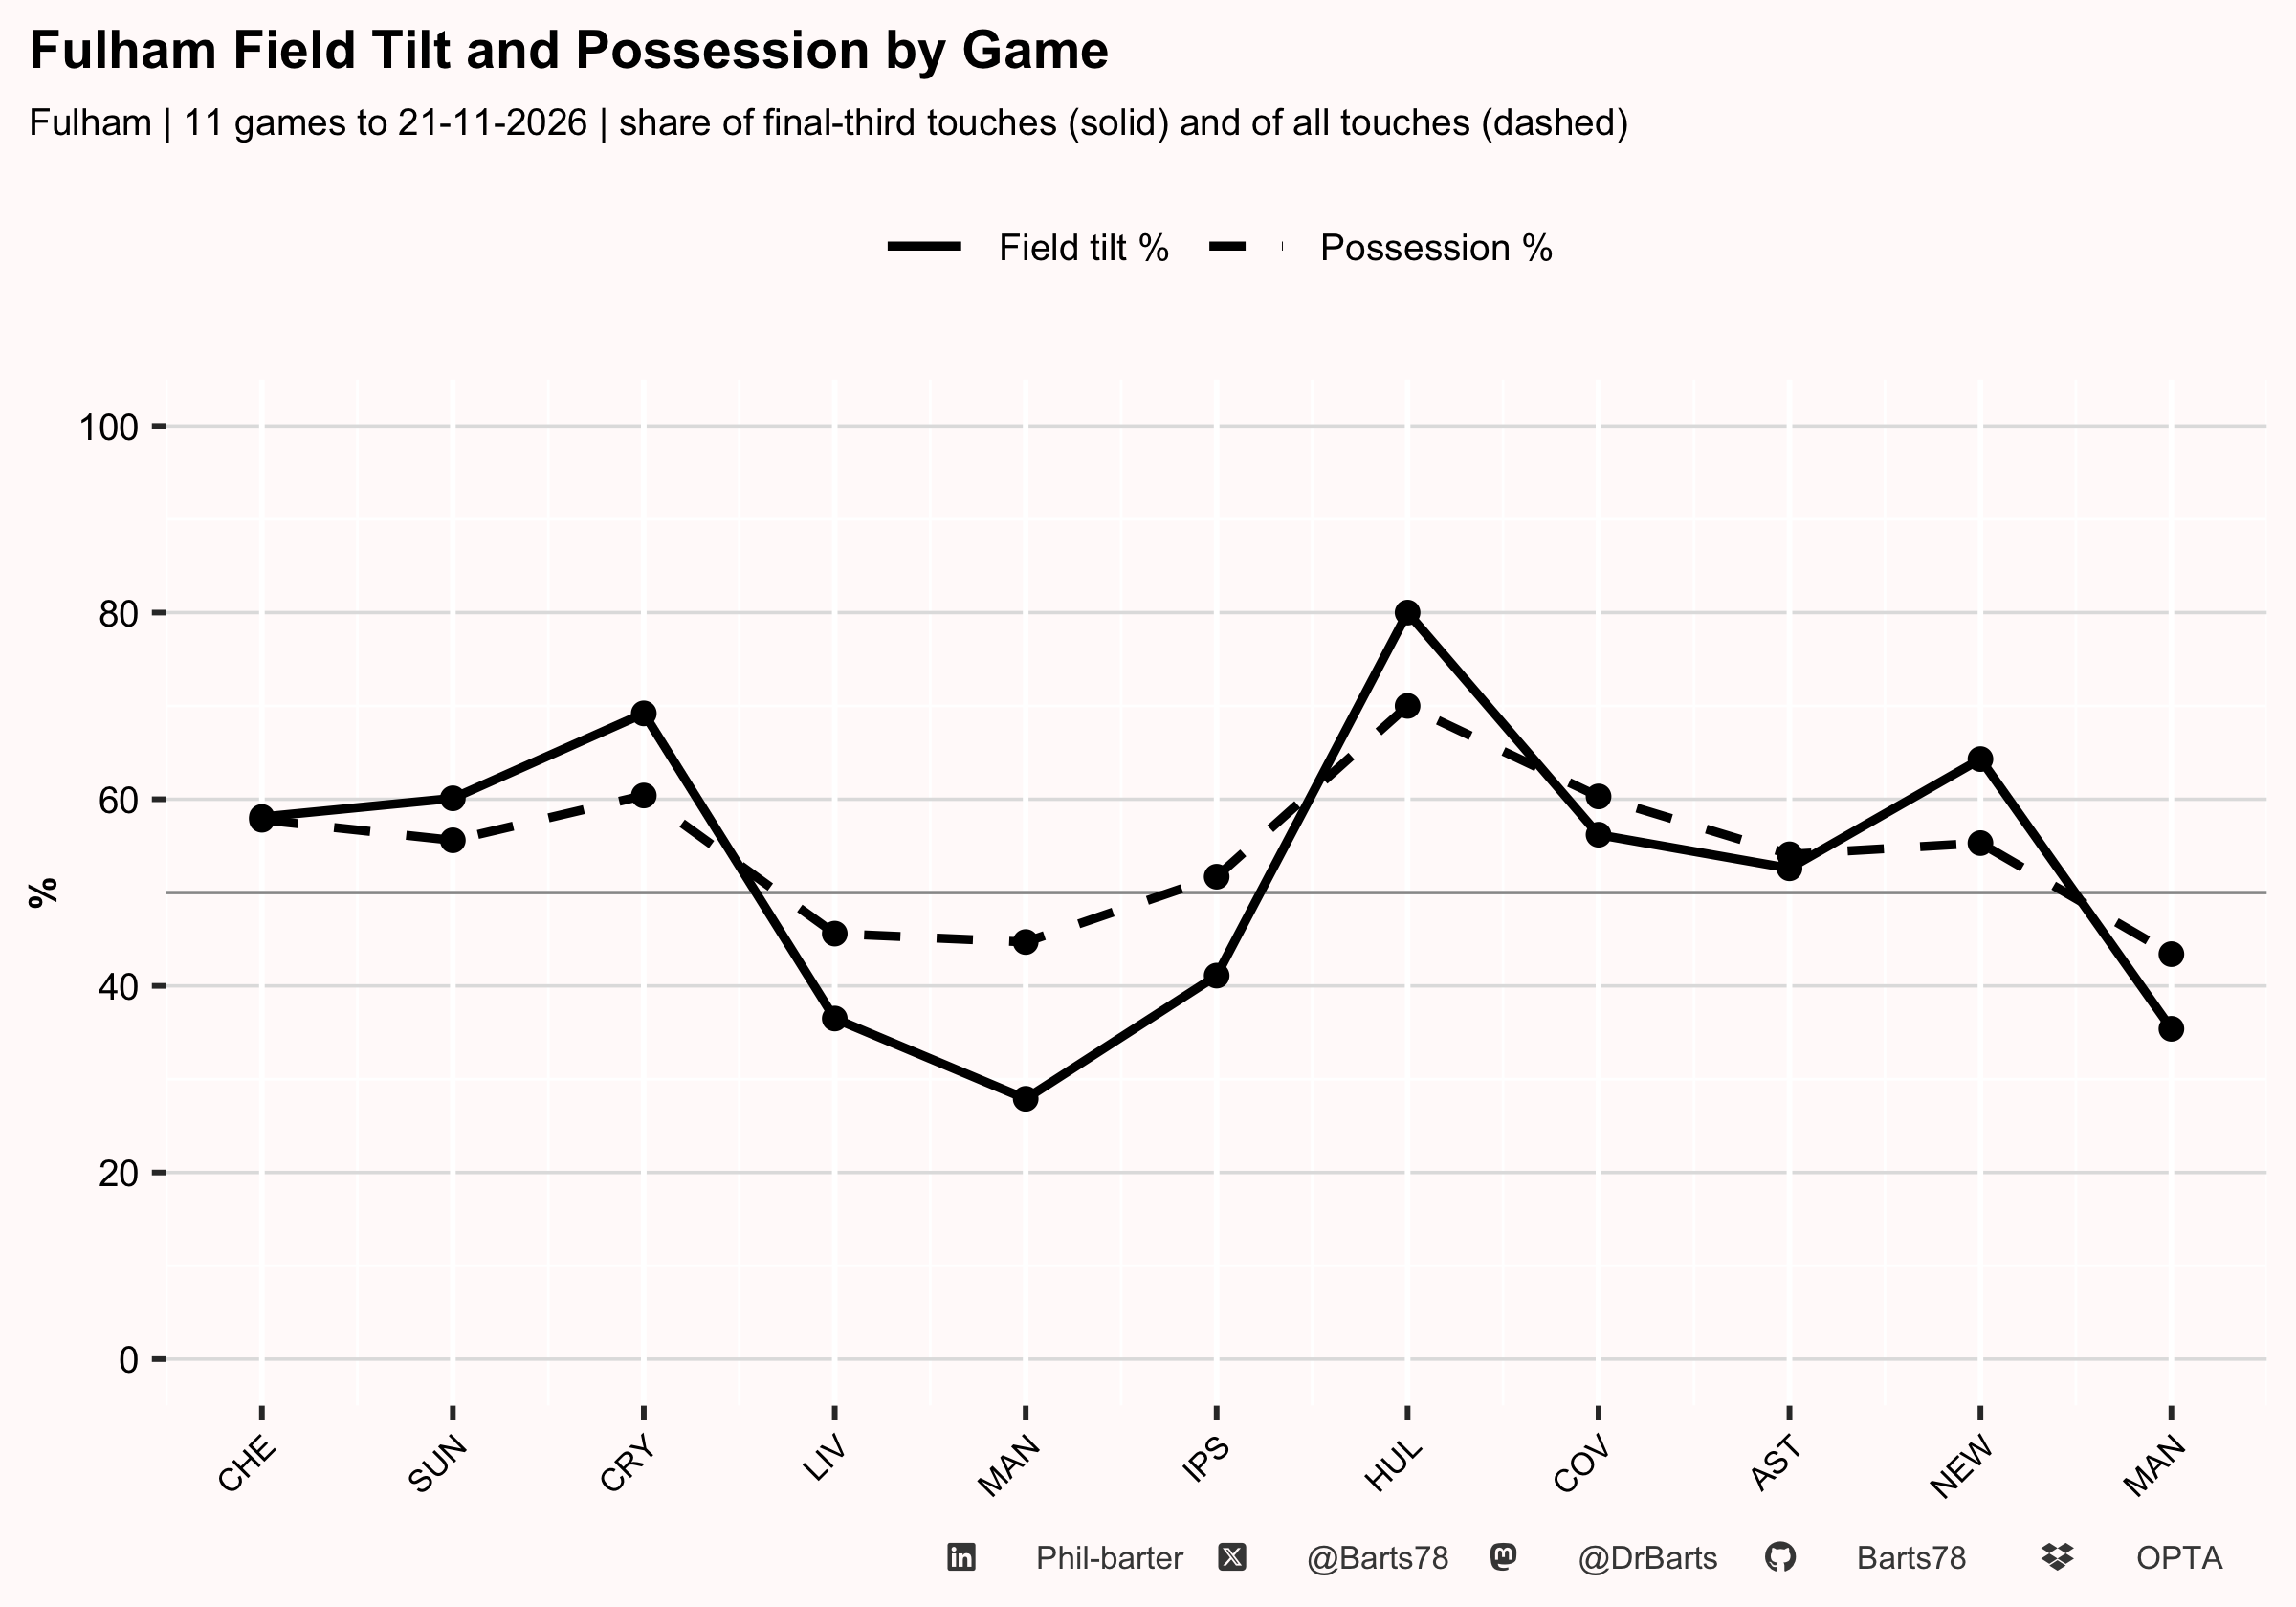 Fulham Field Tilt and Possession by Game
Fulham | 11 games to 21-11-2026 | share of final-third touches (solid) and of all touches (dashed)
Field tilt % Possession %
100
80
60
40
20
0
%
CHE SUN CRY LIV MAN IPS HUL COV AST NEW MAN
Phil-barter @Barts78 @DrBarts Barts78 OPTA